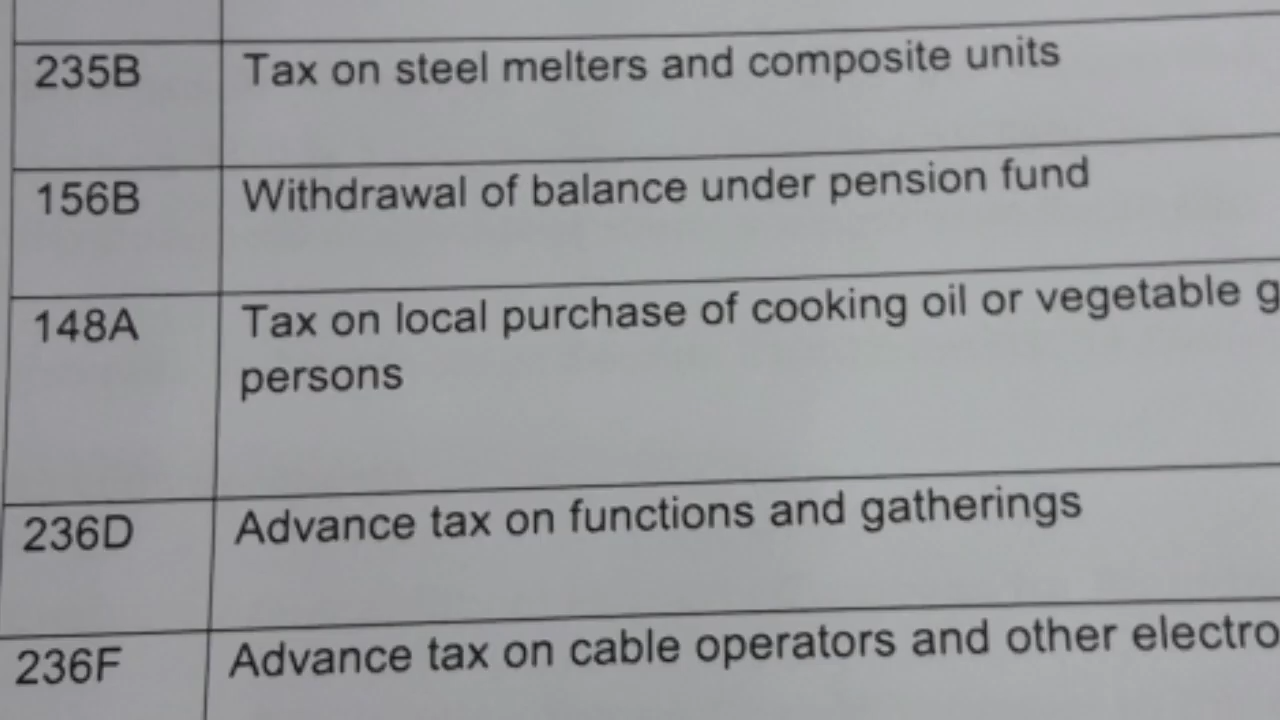 235B Tax on steel melters and composite units
156B Withdrawal of balance under pension fund
148A Tax on local purchase of cooking oil or vegetable
persons
236D Advance tax on functions and gatherings
236F Advance tax on cable operators and other